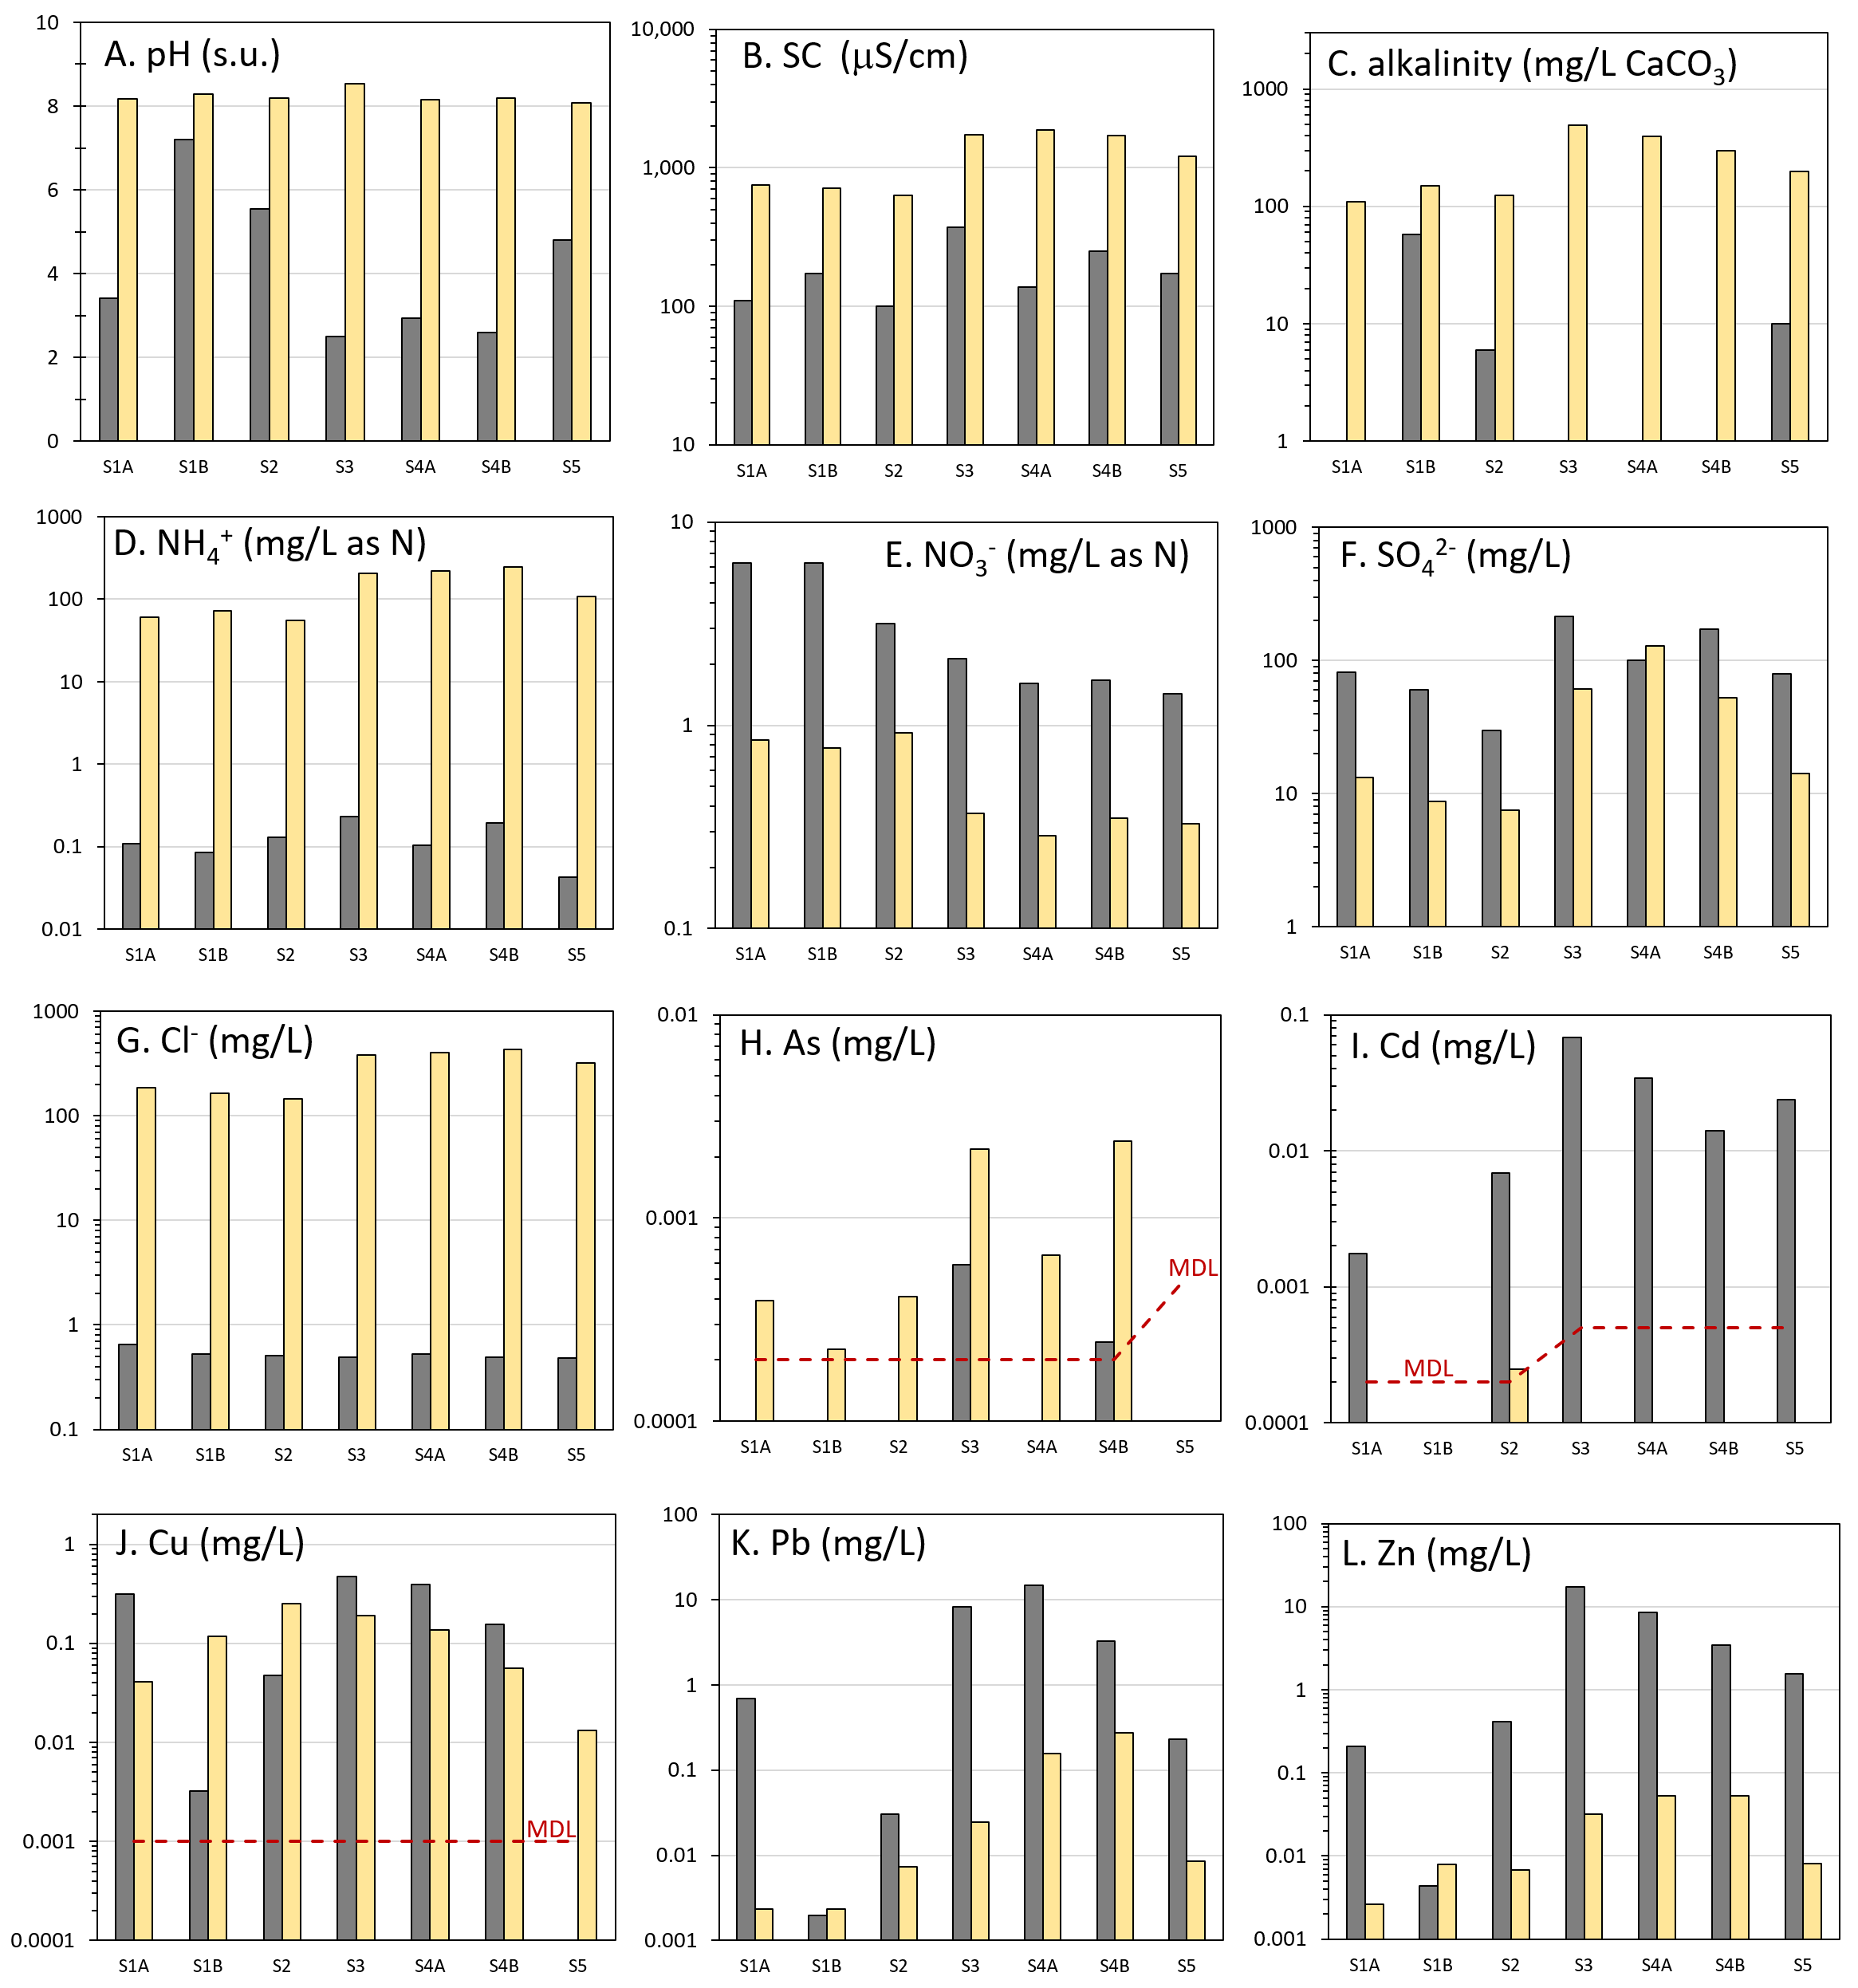 A. pH (s.u.)
10
8
6
4
2
0
S1A S1B S2 S3 S4A S4B S5
B. SC (μS/cm)
10,000
1,000
100
10
S1A S1B S2 S3 S4A S4B S5
C. alkalinity (mg/L CaCO₃)
1000
100
10
1
S1A S1B S2 S3 S4A S4B S5
D. NH₄⁺ (mg/L as N)
1000
100
10
1
0.1
0.01
S1A S1B S2 S3 S4A S4B S5
E. NO₃⁻ (mg/L as N)
10
1
0.1
S1A S1B S2 S3 S4A S4B S5
F. SO₄²⁻ (mg/L)
1000
100
10
1
S1A S1B S2 S3 S4A S4B S5
G. Cl⁻ (mg/L)
1000
100
10
1
0.1
S1A S1B S2 S3 S4A S4B S5
H. As (mg/L)
0.01
0.001
0.0001
MDL
S1A S1B S2 S3 S4A S4B S5
I. Cd (mg/L)
0.1
0.01
0.001
0.0001
MDL
S1A S1B S2 S3 S4A S4B S5
J. Cu (mg/L)
1
0.1
0.01
0.001
0.0001
MDL
S1A S1B S2 S3 S4A S4B S5
K. Pb (mg/L)
100
10
1
0.1
0.01
0.001
S1A S1B S2 S3 S4A S4B S5
L. Zn (mg/L)
100
10
1
0.1
0.01
0.001
S1A S1B S2 S3 S4A S4B S5